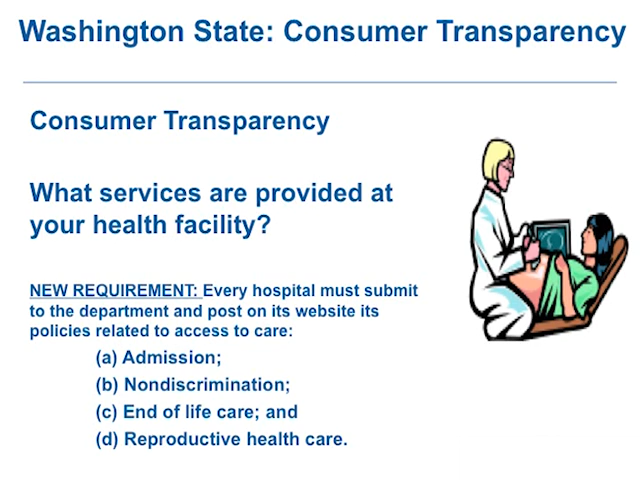 Washington State: Consumer Transparency
Consumer Transparency
What services are provided at
your health facility?
NEW REQUIREMENT: Every hospital must submit
to the department and post on its website its
policies related to access to care:
(a) Admission;
(b) Nondiscrimination;
(c) End of life care; and
(d) Reproductive health care.